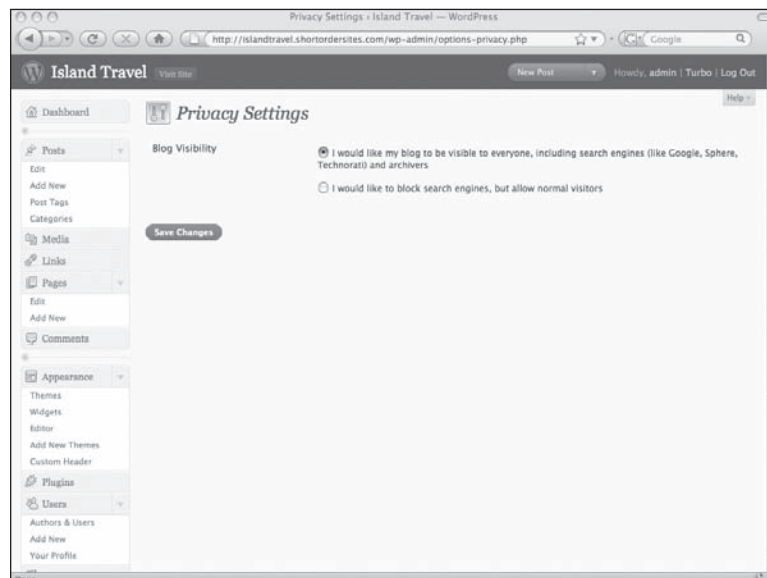 Privacy Settings ‹ Island Travel — WordPress
http://islandtravel.shortordersites.com/wp-admin/options-privacy.php
Google
Island Travel
Visit Site
New Post
Howdy, admin | Turbo | Log Out
Help
Dashboard
Privacy Settings
Blog Visibility
I would like my blog to be visible to everyone, including search engines (like Google, Sphere,
Technorati) and archivers
I would like to block search engines, but allow normal visitors
Save Changes
Posts
Edit
Add New
Post Tags
Categories
Media
Links
Pages
Edit
Add New
Comments
Appearance
Themes
Widgets
Editor
Add New Themes
Custom Header
Plugins
Users
Authors & Users
Add New
Your Profile